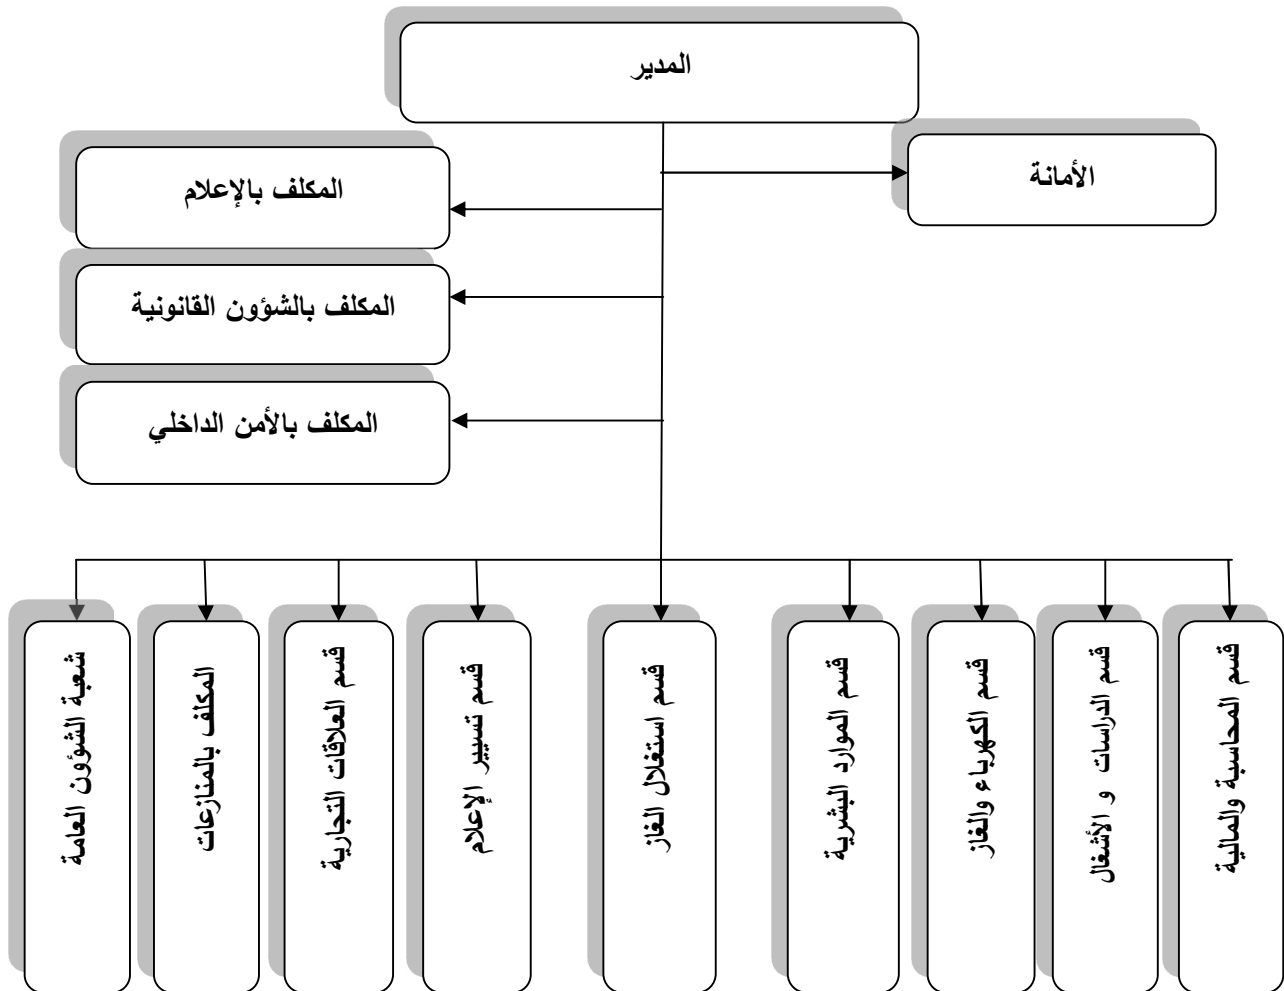 المدير
الأمانة
المكلف بالإعلام
المكلف بالشؤون القانونية
المكلف بالأمن الداخلي
قسم المحاسبة والمالية
قسم الدراسات و الأشغال
قسم الكهرباء والغاز
قسم الموارد البشرية
قسم استغلال الغاز
قسم تسيير الإعلام
قسم العلاقات التجارية
المكلف بالمنازعات
شعبة الشؤون العامة